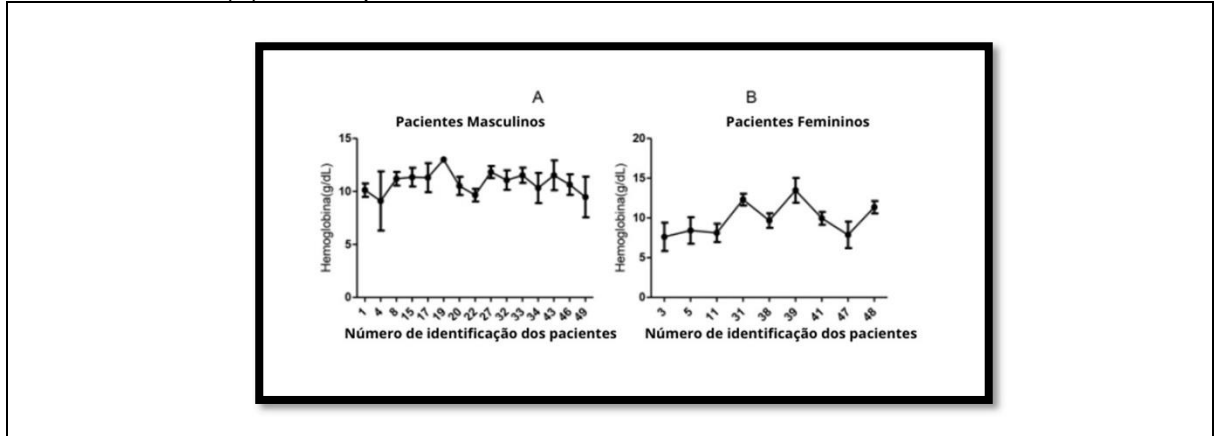 A
Pacientes Masculinos
15
10
5
0
Hemoglobina(g/dL)
1 4 8 15 17 19 20 22 27 32 33 34 43 46 49
Número de identificação dos pacientes
B
Pacientes Femininos
20
15
10
5
0
Hemoglobina(g/dL)
3 5 11 31 38 39 41 47 48
Número de identificação dos pacientes